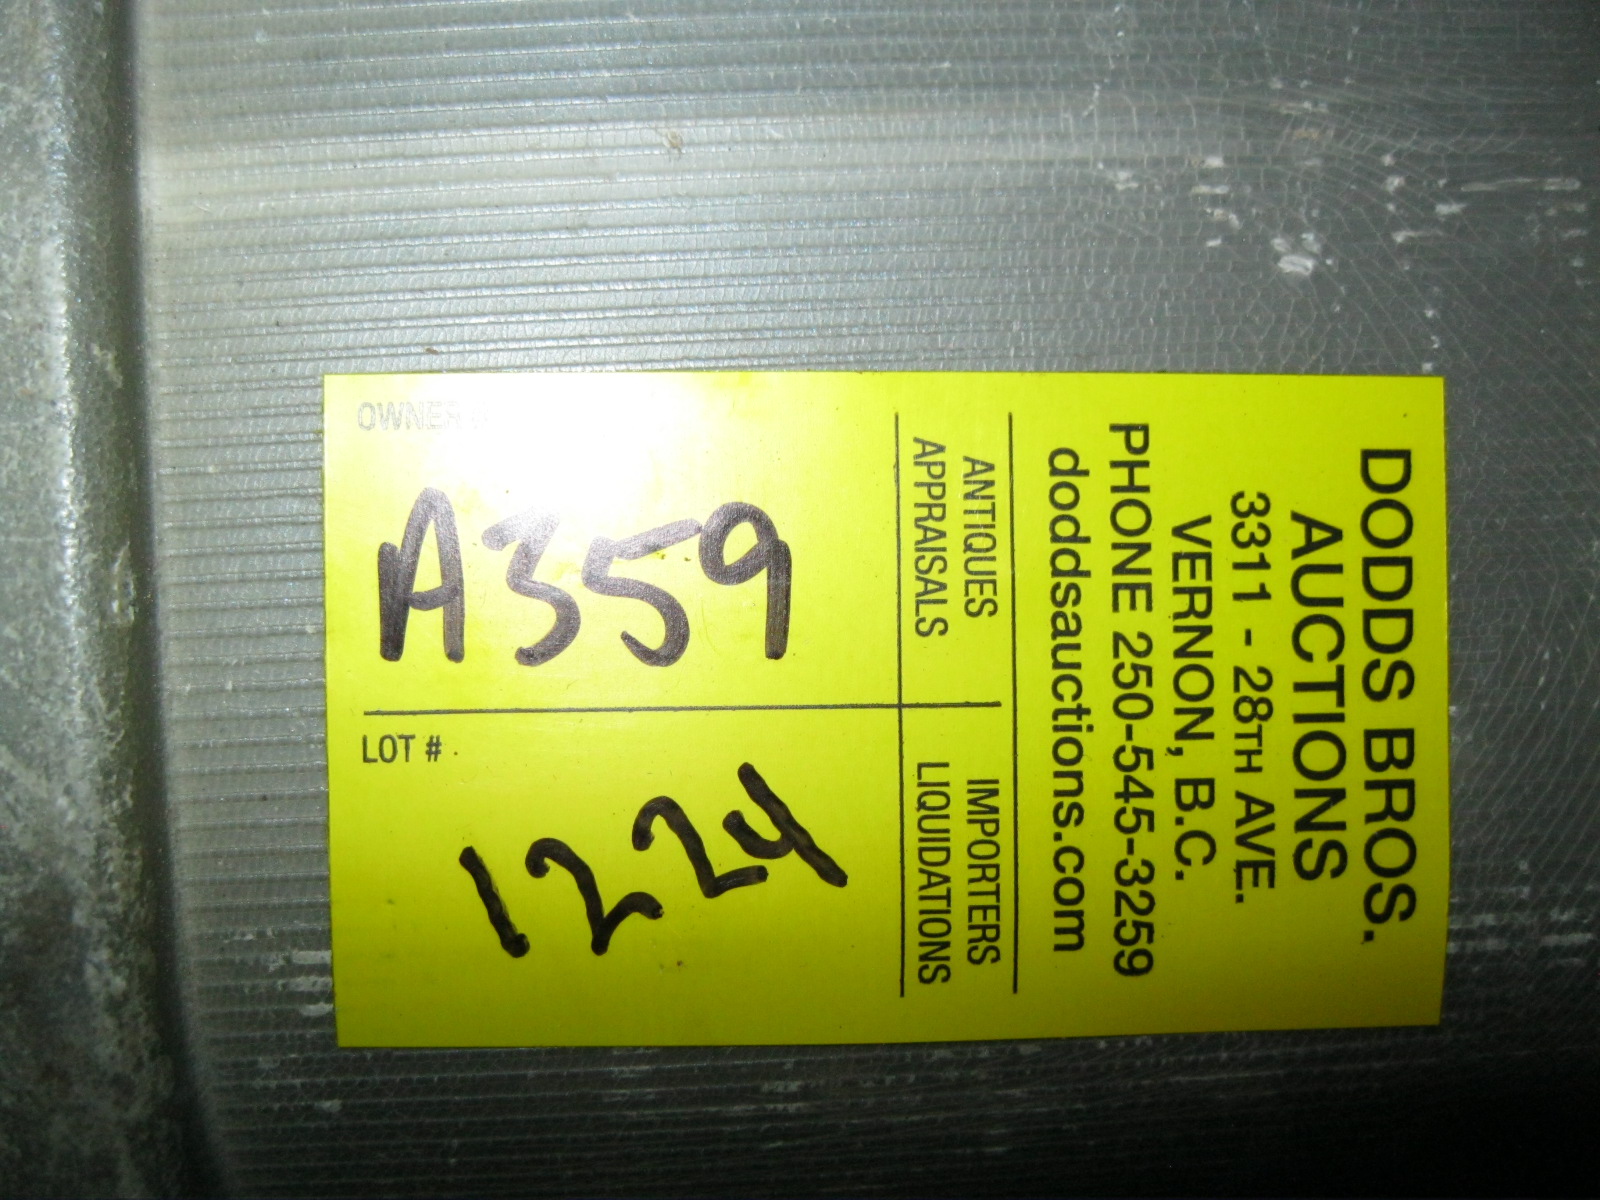 DODDS BROS.
AUCTIONS
3311 - 28TH AVE.
VERNON, B.C.
PHONE 250-545-3259
doddsauctions.com
ANTIQUES
APPRAISALS
IMPORTERS
LIQUIDATIONS
OWNER #
A359
LOT #
1224